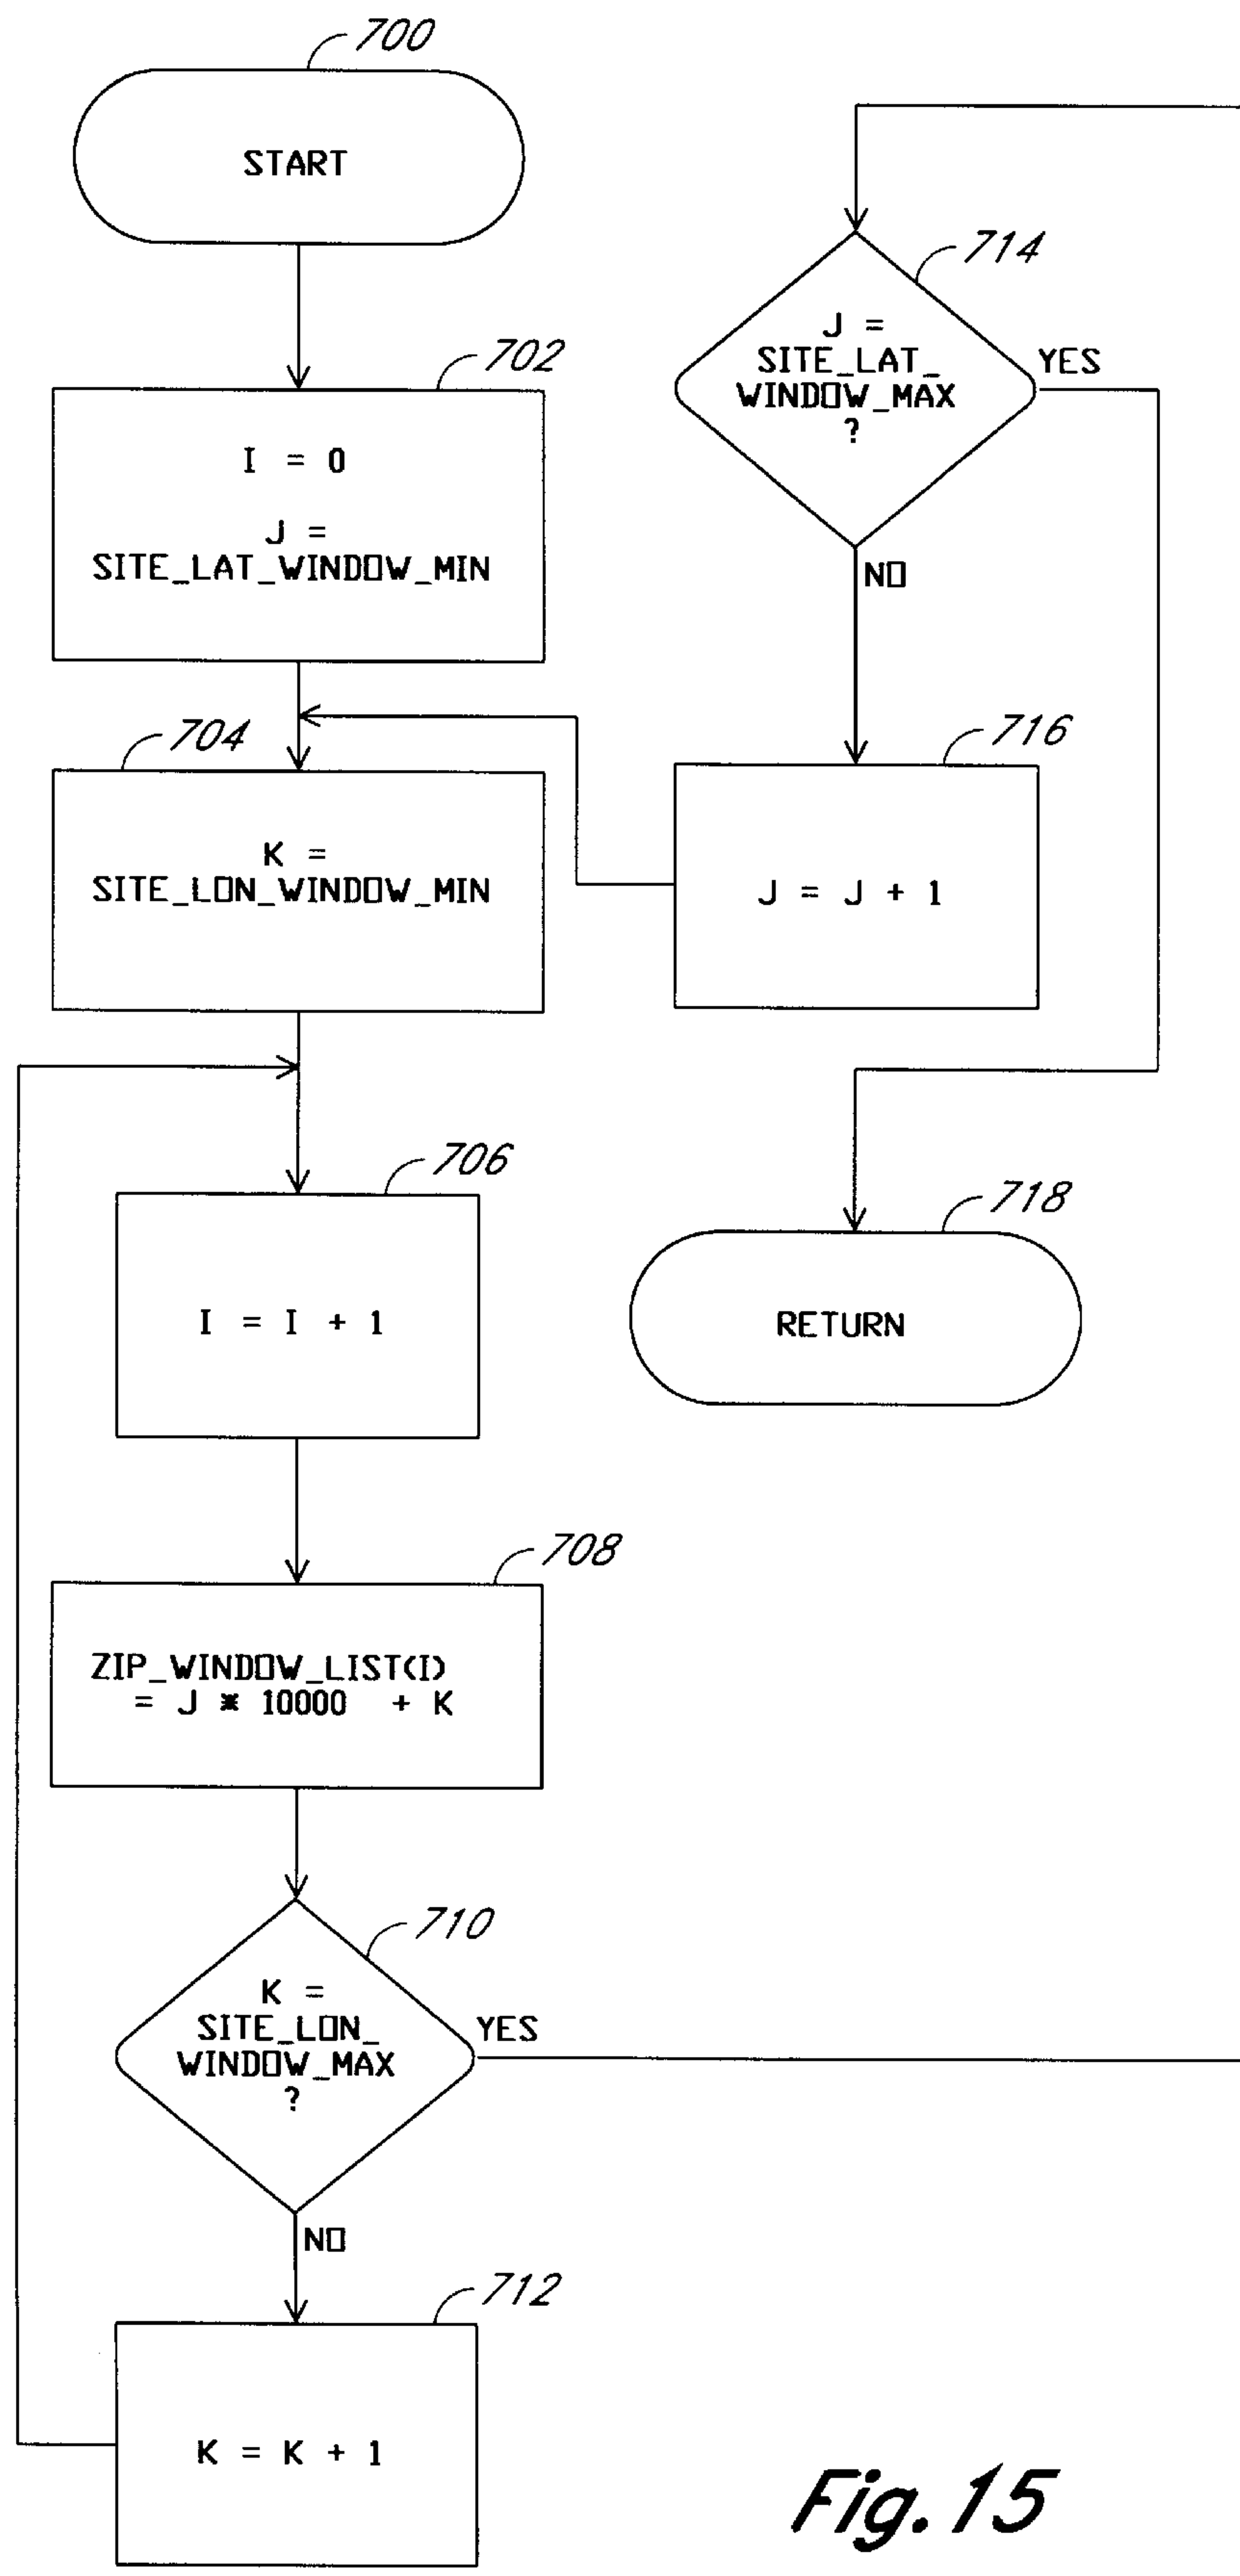 700
START
702
I = 0
J =
SITE_LAT_WINDOW_MIN
704
K =
SITE_LON_WINDOW_MIN
706
I = I + 1
708
ZIP_WINDOW_LIST(I)
= J * 10000 + K
710
K =
SITE_LON_
WINDOW_MAX
?
YES
NO
712
K = K + 1
714
J =
SITE_LAT_
WINDOW_MAX
?
YES
NO
716
J = J + 1
718
RETURN
Fig. 15